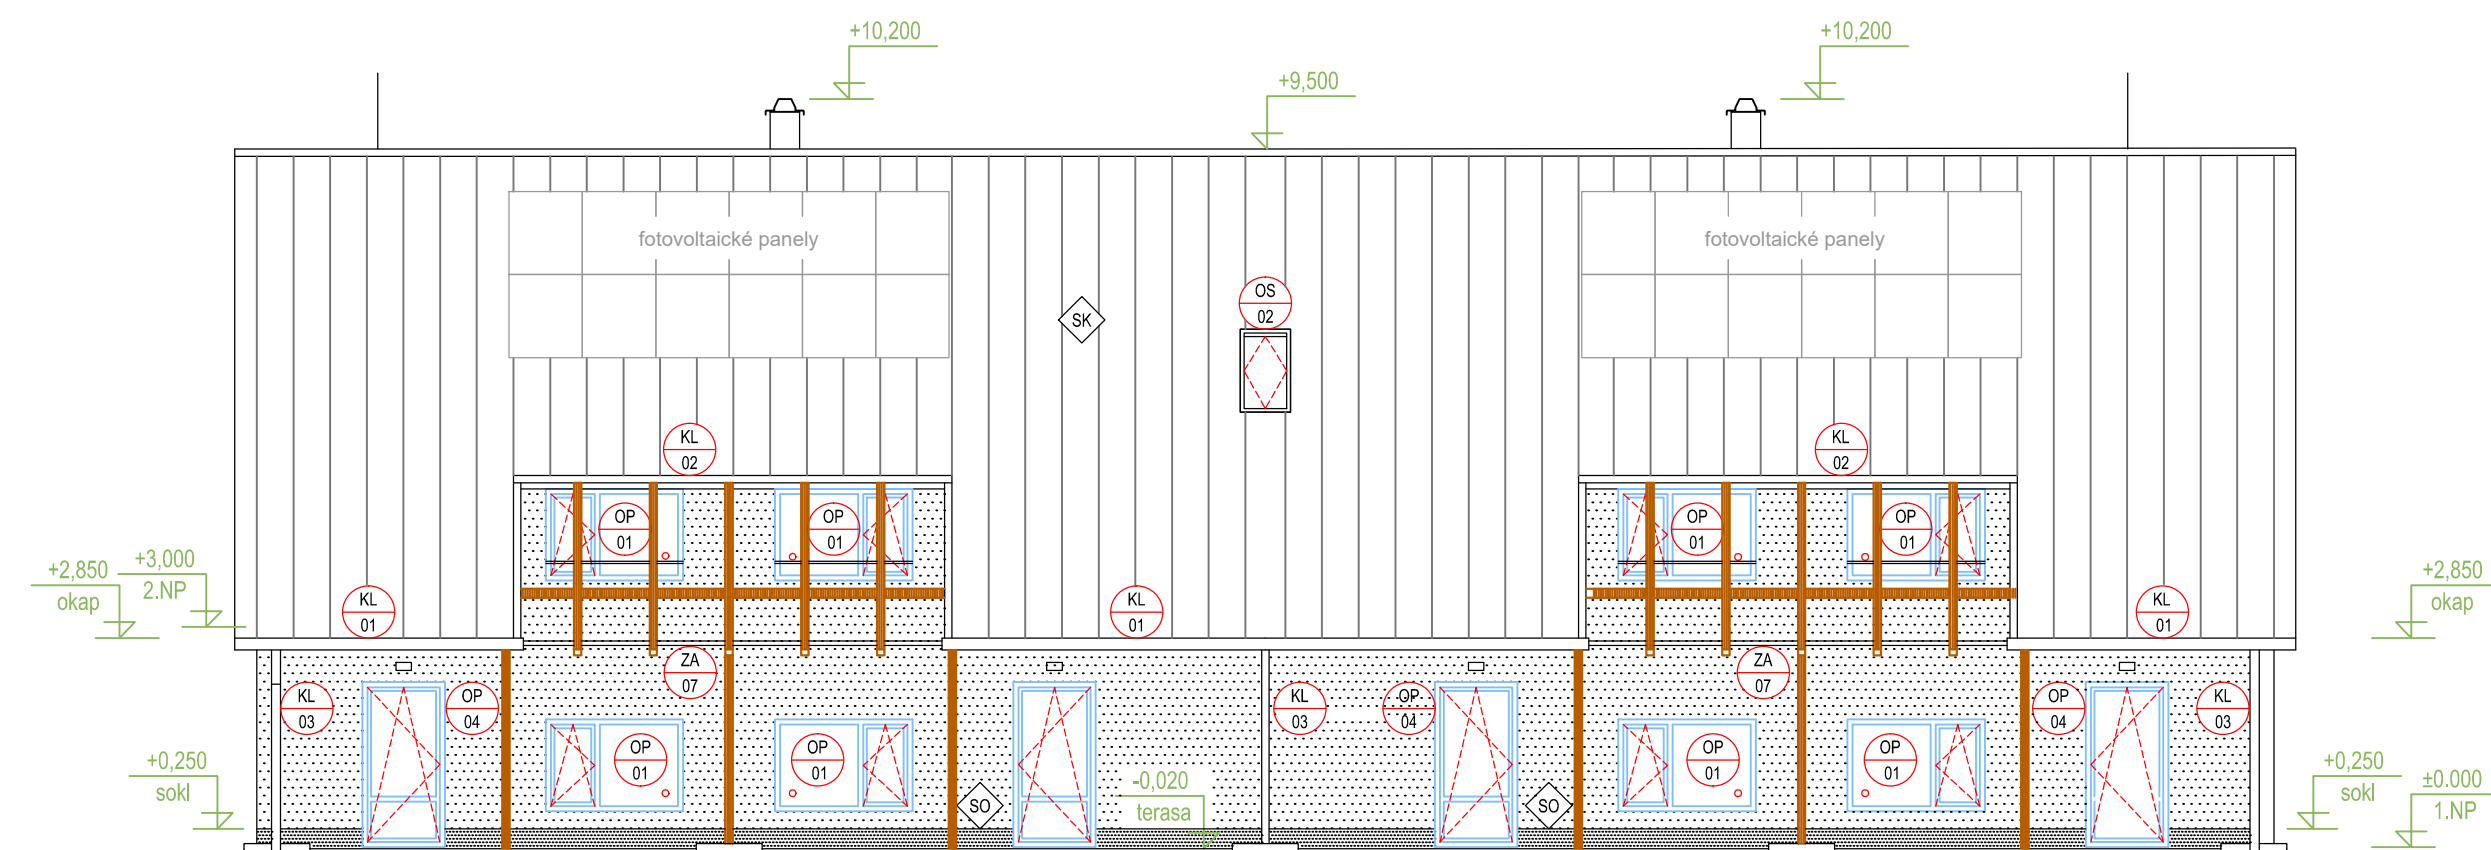 +10,200
+10,200
+9,500
fotovoltaické panely
fotovoltaické panely
OS
02
SK
KL
02
KL
02
OP
01
OP
01
OP
01
OP
01
+2,850
okap
+3,000
2.NP
+2,850
okap
KL
01
KL
01
KL
01
ZA
07
ZA
07
KL
03
OP
04
KL
03
OP
04
OP
04
KL
03
OP
01
OP
01
OP
01
OP
01
+0,250
sokl
SO
-0,020
terasa
SO
+0,250
sokl
±0.000
1.NP